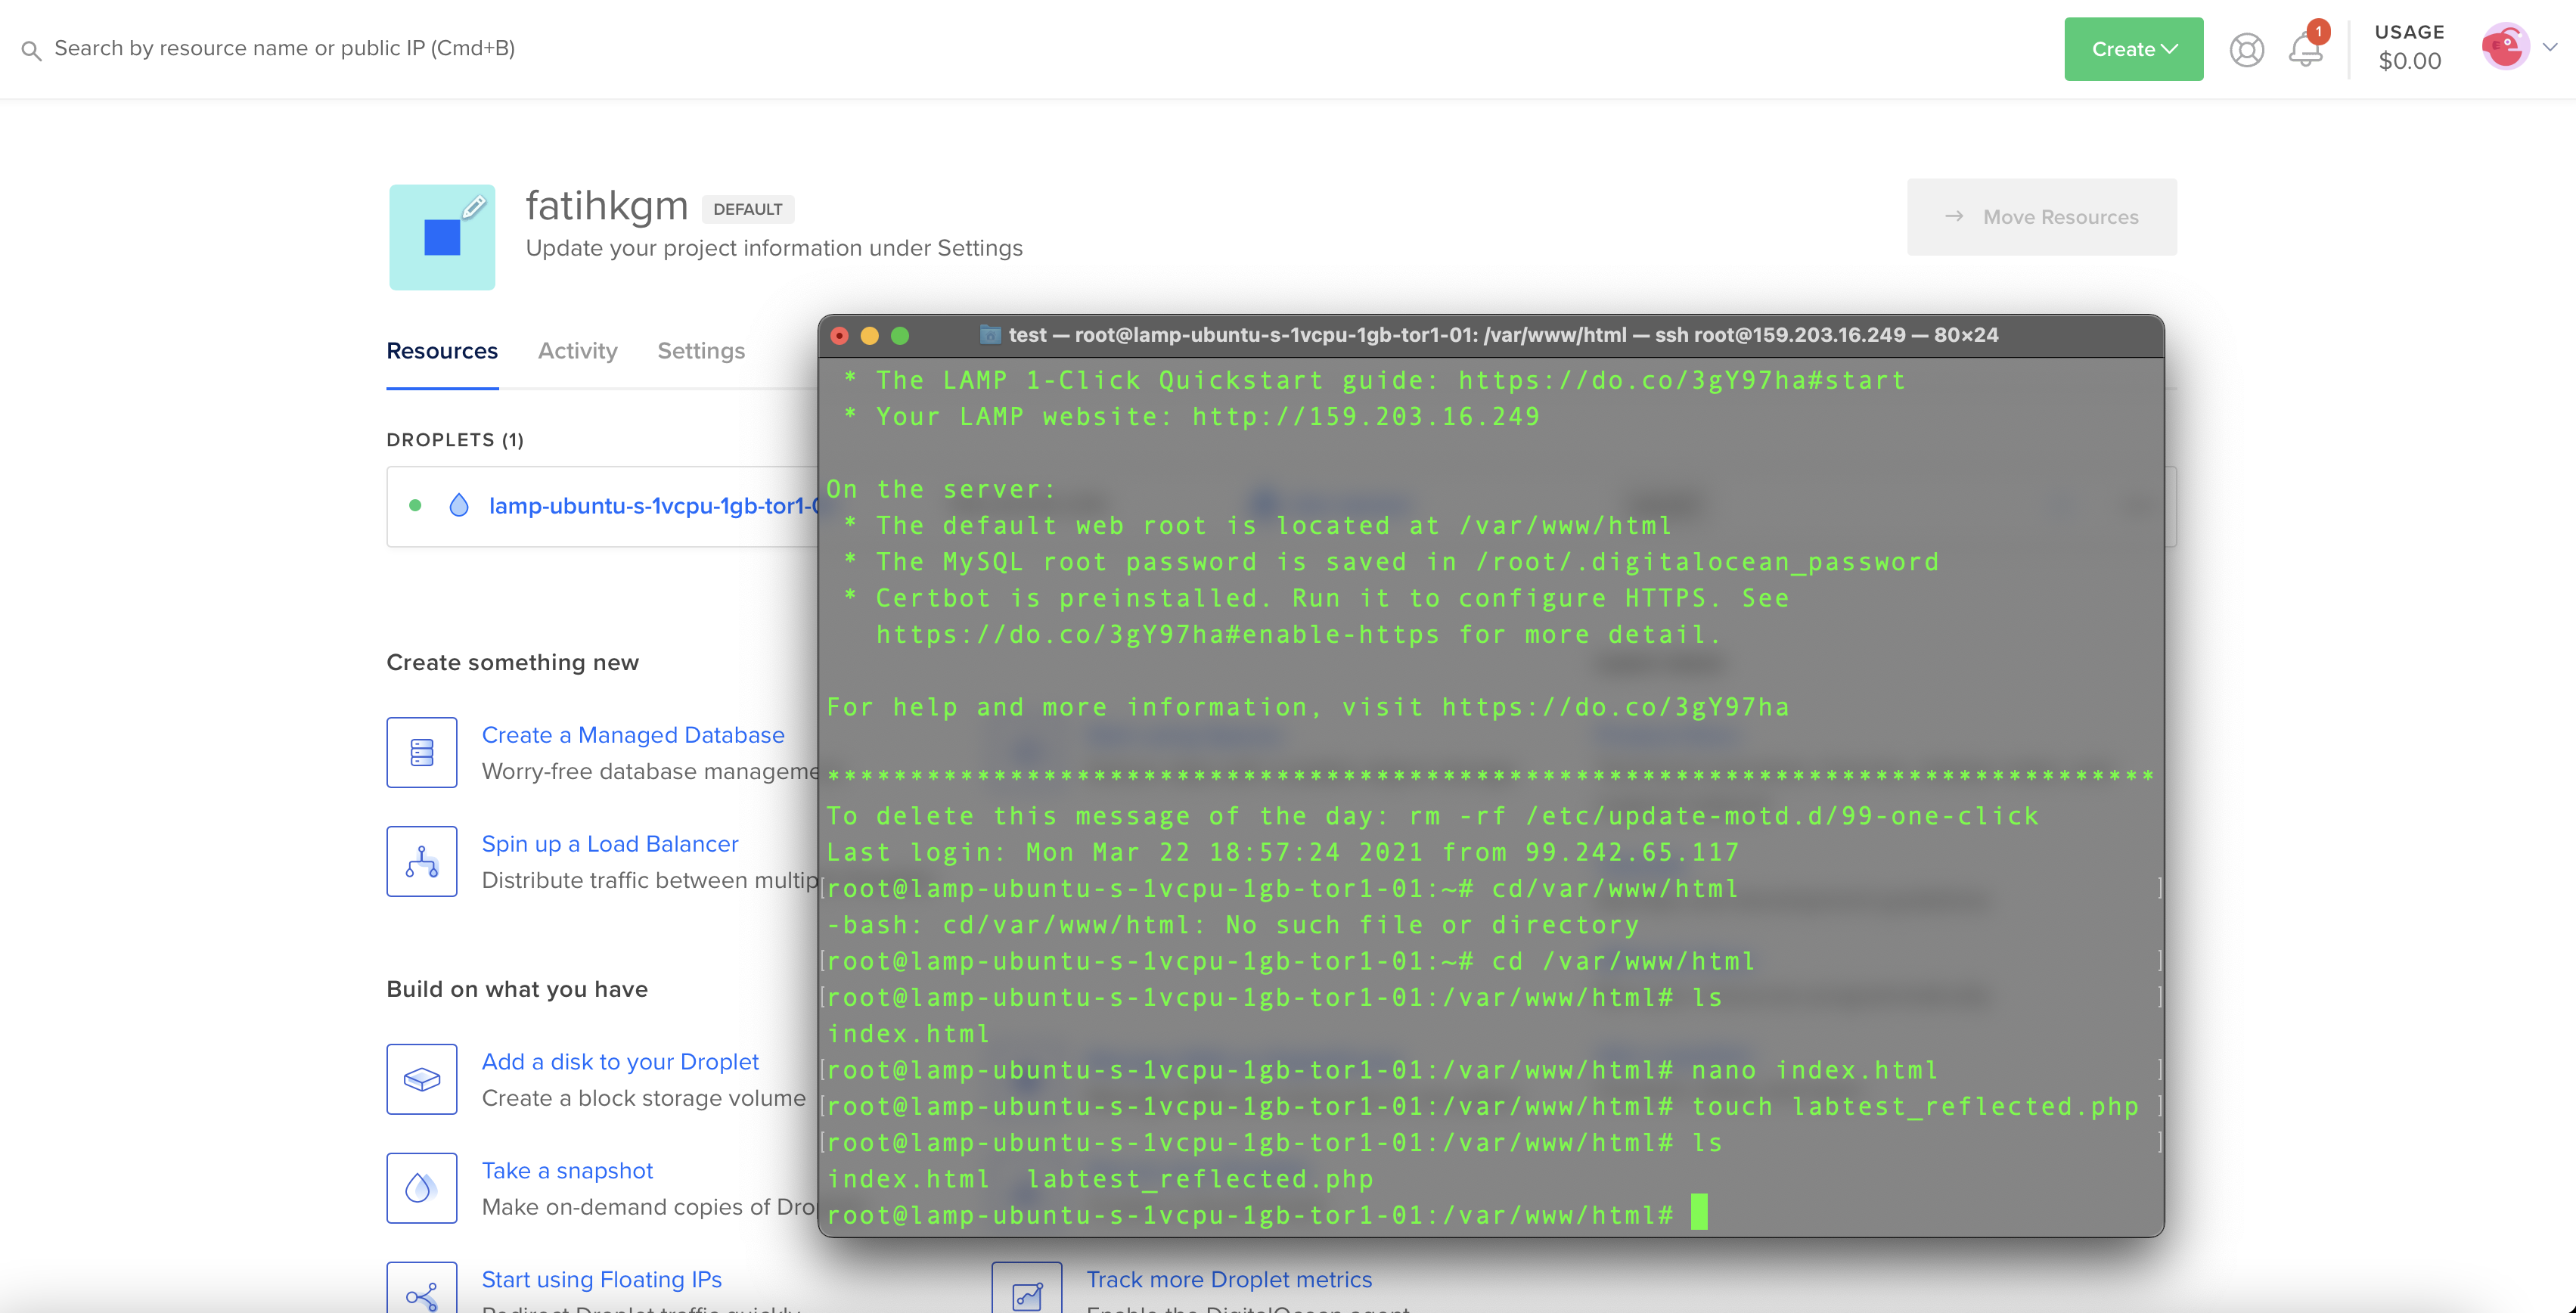 Search by resource name or public IP (Cmd+B)
Create
1
USAGE
$0.00
fatihkgm DEFAULT
Update your project information under Settings
→ Move Resources
Resources Activity Settings
DROPLETS (1)
lamp-ubuntu-s-1vcpu-1gb-tor1-
Create something new
Create a Managed Database
Worry-free database manageme
Spin up a Load Balancer
Distribute traffic between multip
Build on what you have
Add a disk to your Droplet
Create a block storage volume
Take a snapshot
Make on-demand copies of Dro
Start using Floating IPs
Redirect Droplet traffic quickly
Track more Droplet metrics
Enable the DigitalOcean agent
test — root@lamp-ubuntu-s-1vcpu-1gb-tor1-01: /var/www/html — ssh root@159.203.16.249 — 80×24
* The LAMP 1-Click Quickstart guide: https://do.co/3gY97ha#start
* Your LAMP website: http://159.203.16.249
On the server:
* The default web root is located at /var/www/html
* The MySQL root password is saved in /root/.digitalocean_password
* Certbot is preinstalled. Run it to configure HTTPS. See
https://do.co/3gY97ha#enable-https for more detail.
For help and more information, visit https://do.co/3gY97ha
********************************************************************************
To delete this message of the day: rm -rf /etc/update-motd.d/99-one-click
Last login: Mon Mar 22 18:57:24 2021 from 99.242.65.117
[root@lamp-ubuntu-s-1vcpu-1gb-tor1-01:~# cd/var/www/html ]
-bash: cd/var/www/html: No such file or directory
[root@lamp-ubuntu-s-1vcpu-1gb-tor1-01:~# cd /var/www/html ]
[root@lamp-ubuntu-s-1vcpu-1gb-tor1-01:/var/www/html# ls ]
index.html
[root@lamp-ubuntu-s-1vcpu-1gb-tor1-01:/var/www/html# nano index.html ]
[root@lamp-ubuntu-s-1vcpu-1gb-tor1-01:/var/www/html# touch labtest_reflected.php ]
[root@lamp-ubuntu-s-1vcpu-1gb-tor1-01:/var/www/html# ls ]
index.html labtest_reflected.php
root@lamp-ubuntu-s-1vcpu-1gb-tor1-01:/var/www/html#